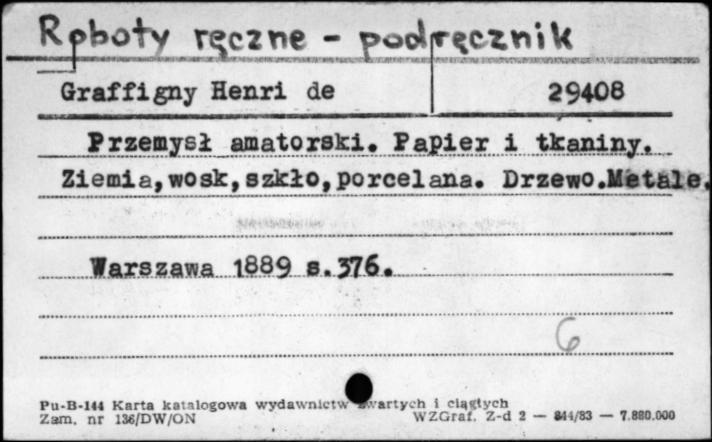 Roboty ręczne - podręcznik
Graffigny Henri de 29408
Przemysł amatorski. Papier i tkaniny.
Ziemia, wosk, szkło, porcelana. Drzewo. Metale.
Warszawa 1889 s. 376.
6
Pu-B-144 Karta katalogowa wydawnictw zwartych i ciągłych
Zam. nr 136/DW/ON WZGraf. Z-d 2 — 844/83 — 7.880.000